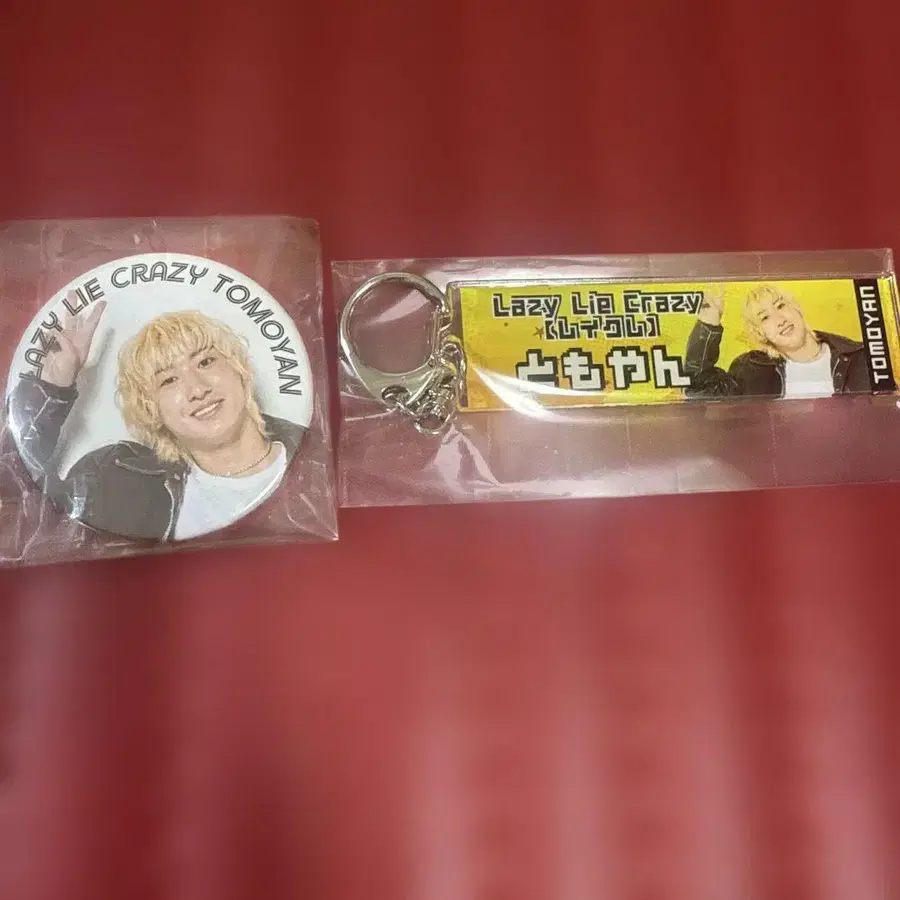 LAZY LIE CRAZY TOMOYAN
Lazy Lie Crazy
【レイクレ】
ともやん
TOMOYAN